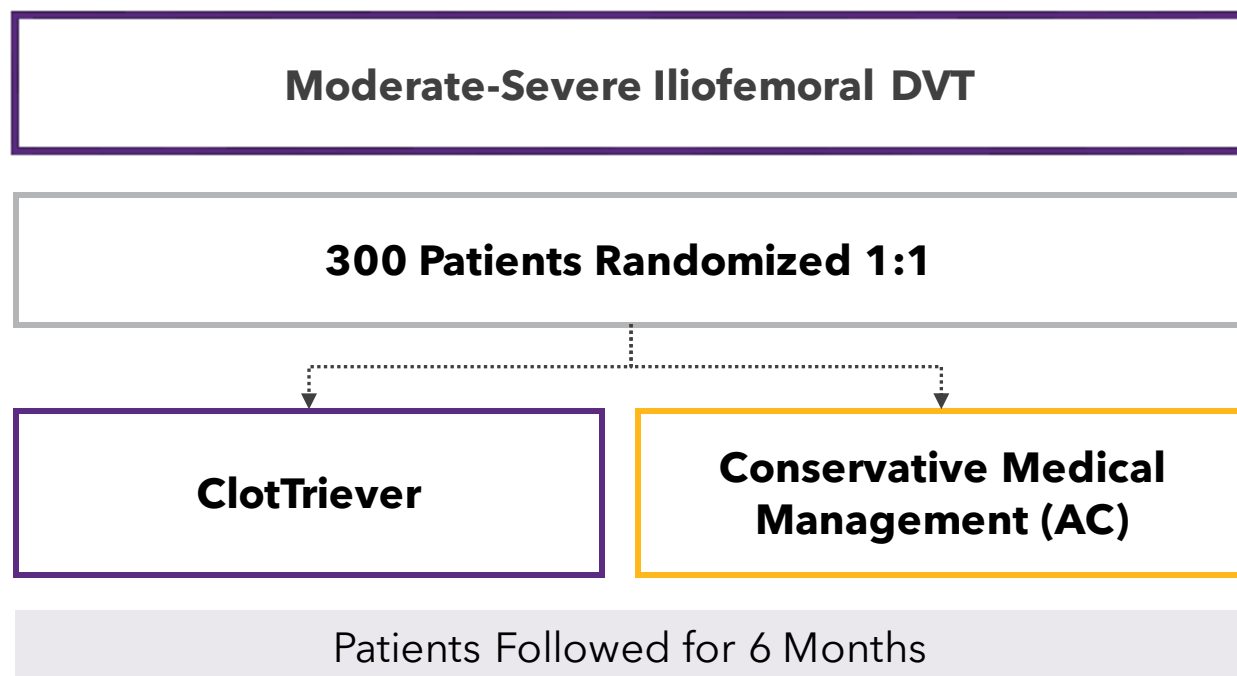 Moderate-Severe Iliofemoral DVT
300 Patients Randomized 1:1
ClotTriever
Conservative Medical
Management (AC)
Patients Followed for 6 Months